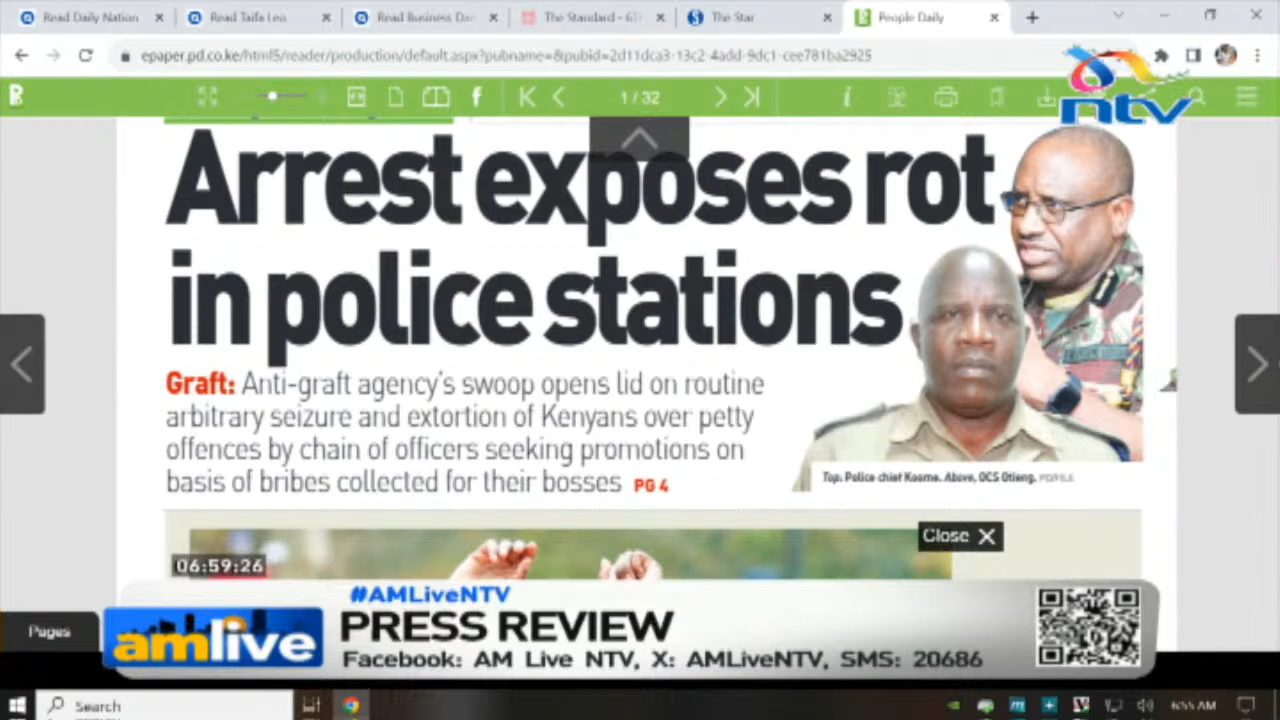 Read Daily Nation
Read Taifa Leo
The Star
People Daily
epaper.pd.co.ke/html5/reader/production/default.aspx?pubname=&pubid=2d11dca3-13c2-4add-9dc1-cee781ba2925
ntv
1 / 32
Arrest exposes rot
in police stations
Graft: Anti-graft agency's swoop opens lid on routine
arbitrary seizure and extortion of Kenyans over petty
offences by chain of officers seeking promotions on
basis of bribes collected for their bosses PG 4
Top: Police chief Koome. Above, OCS Otieng.
Close X
06:59:26
#AMLiveNTV
PRESS REVIEW
Facebook: AM Live NTV, X: AMLiveNTV, SMS: 20686
amlive
Pages
Search
6:55 AM